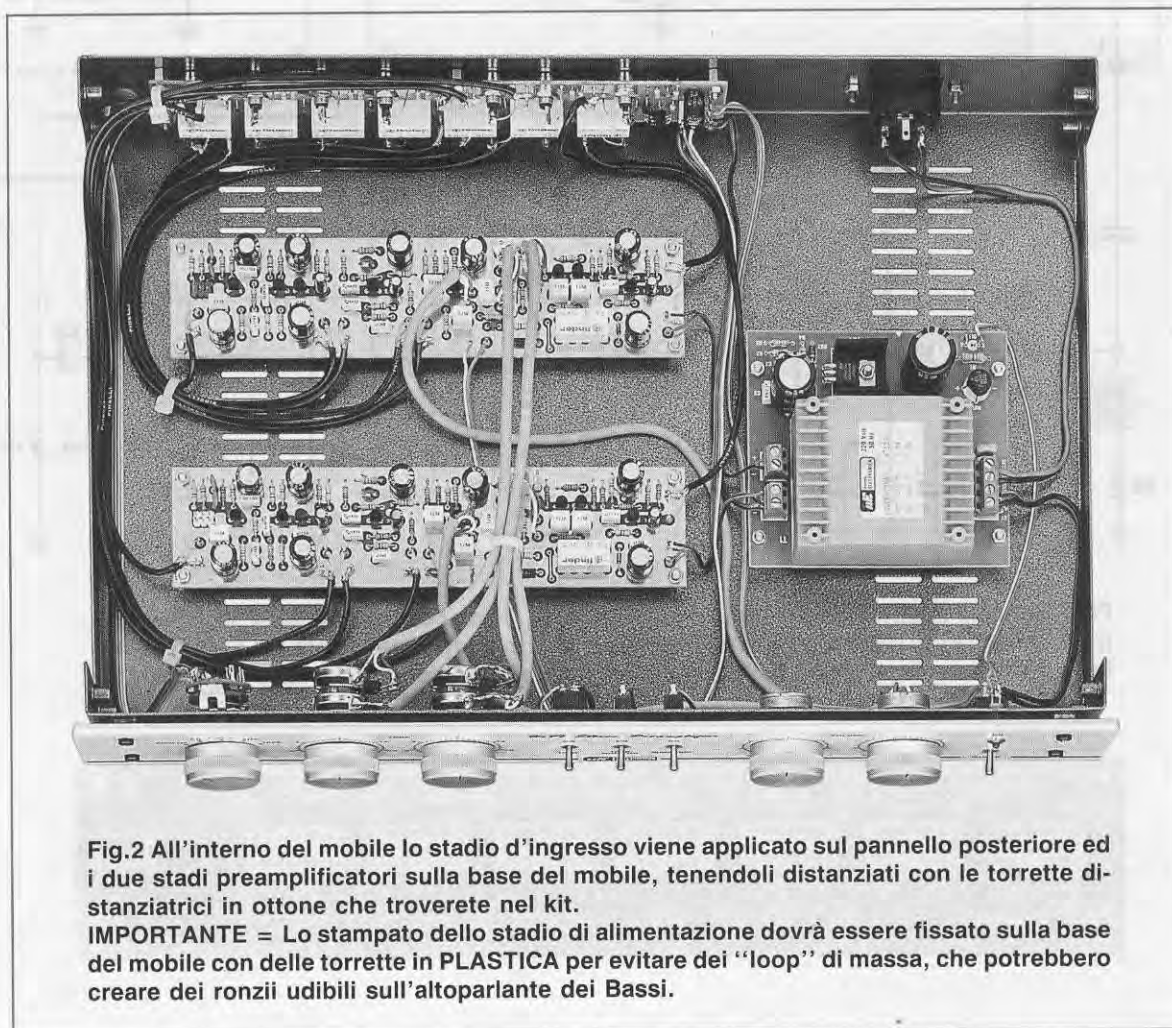 finder
finder
Fig.2 All'interno del mobile lo stadio d'ingresso viene applicato sul pannello posteriore ed
i due stadi preamplificatori sulla base del mobile, tenendoli distanziati con le torrette di-
stanziatrici in ottone che troverete nel kit.
IMPORTANTE = Lo stampato dello stadio di alimentazione dovrà essere fissato sulla base
del mobile con delle torrette in PLASTICA per evitare dei ‘‘loop’’ di massa, che potrebbero
creare dei ronzii udibili sull'altoparlante dei Bassi.